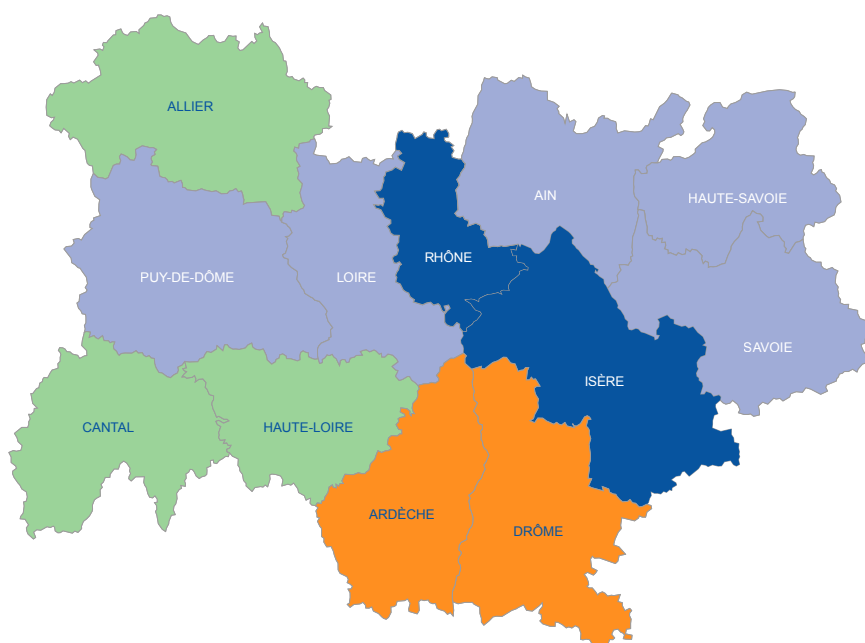 ALLIER
AIN
HAUTE-SAVOIE
RHÔNE
PUY-DE-DÔME
LOIRE
SAVOIE
ISÈRE
CANTAL
HAUTE-LOIRE
ARDÈCHE
DRÔME